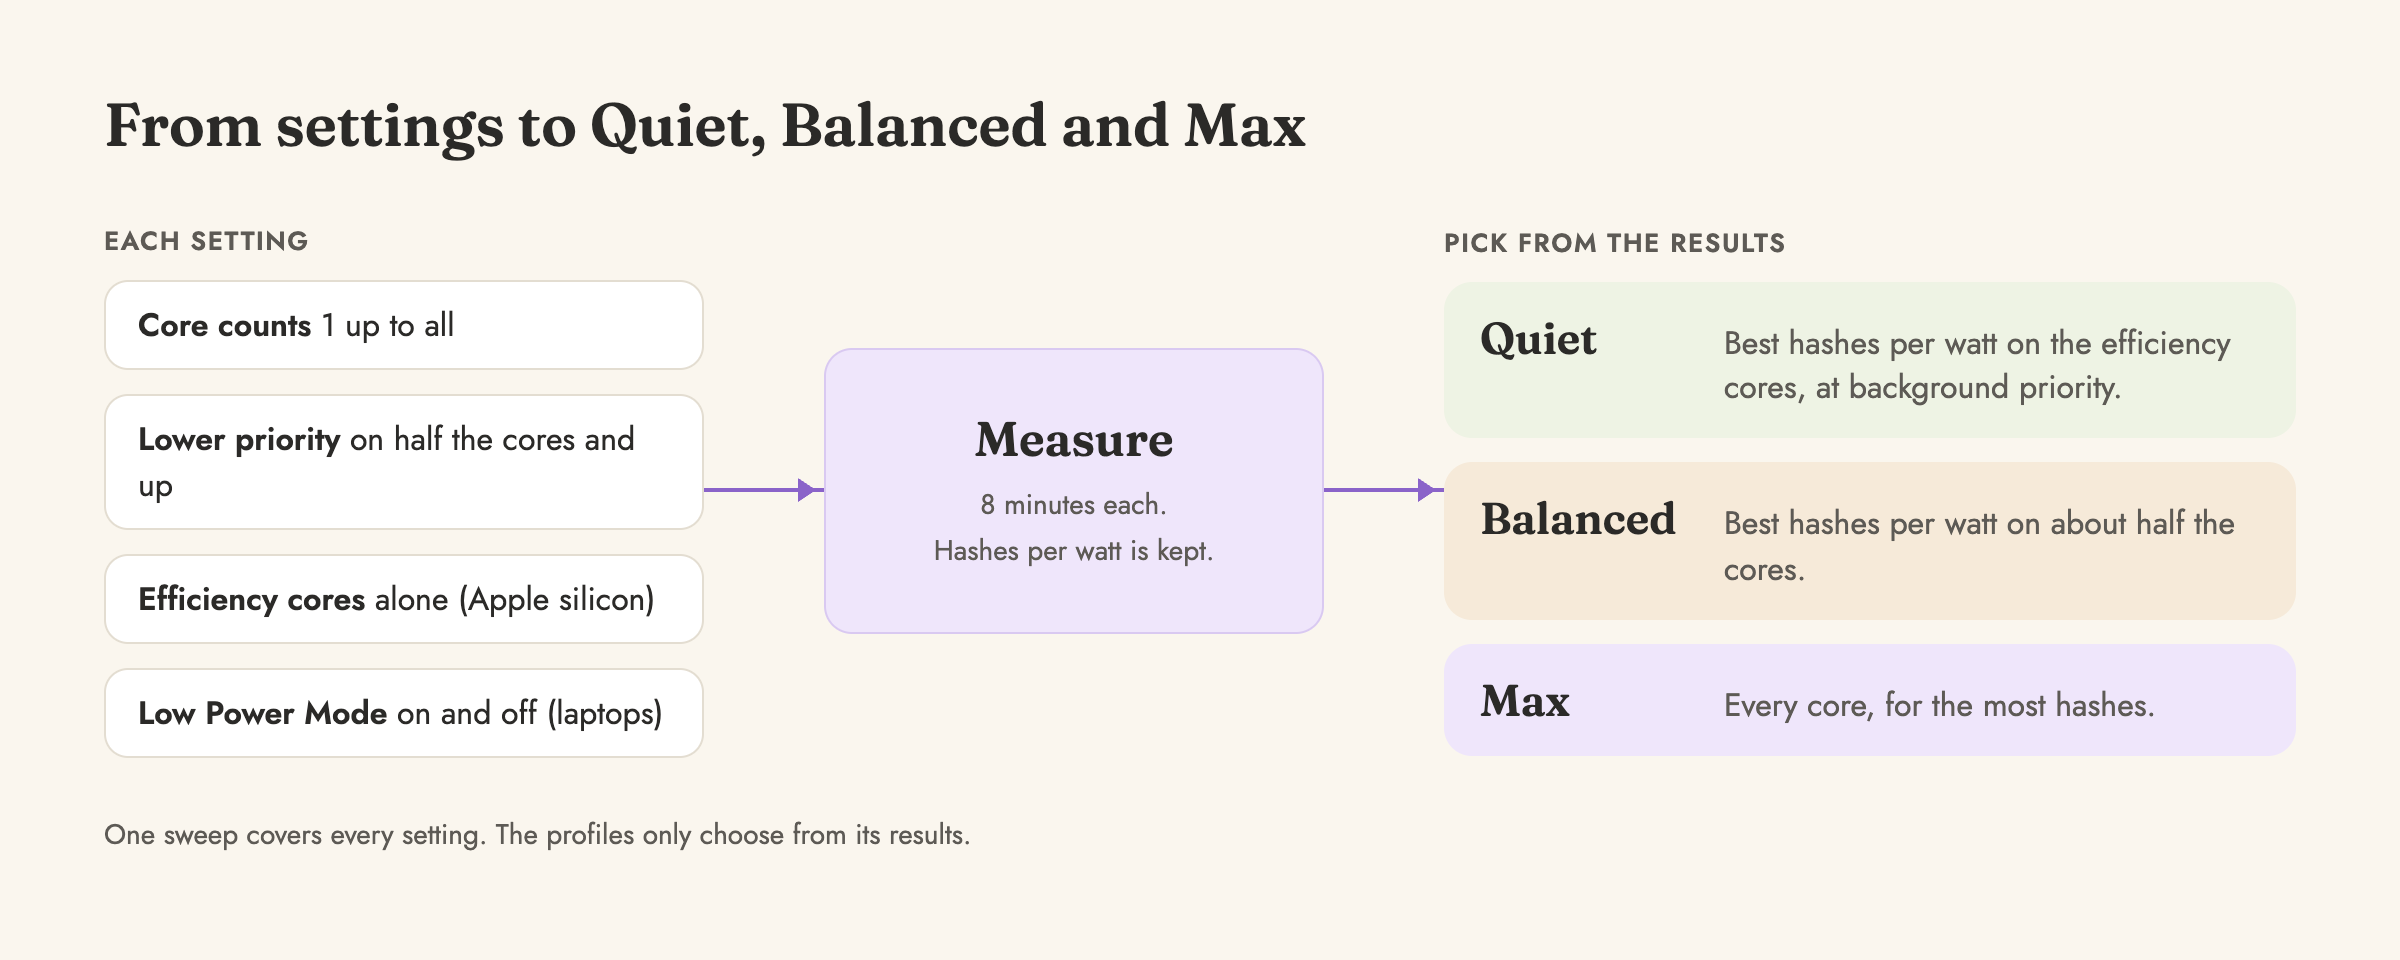 From settings to Quiet, Balanced and Max
EACH SETTING
Core counts 1 up to all
Lower priority on half the cores and
up
Efficiency cores alone (Apple silicon)
Low Power Mode on and off (laptops)
Measure
8 minutes each.
Hashes per watt is kept.
PICK FROM THE RESULTS
Quiet
Best hashes per watt on the efficiency
cores, at background priority.
Balanced
Best hashes per watt on about half the
cores.
Max
Every core, for the most hashes.
One sweep covers every setting. The profiles only choose from its results.